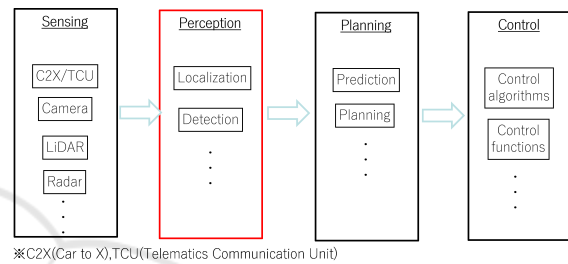 Sensing
C2X/TCU
Camera
LiDAR
Radar
Perception
Localization
Detection
Planning
Prediction
Planning
Control
Control
algorithms
Control
functions
※C2X(Car to X),TCU(Telematics Communication Unit)